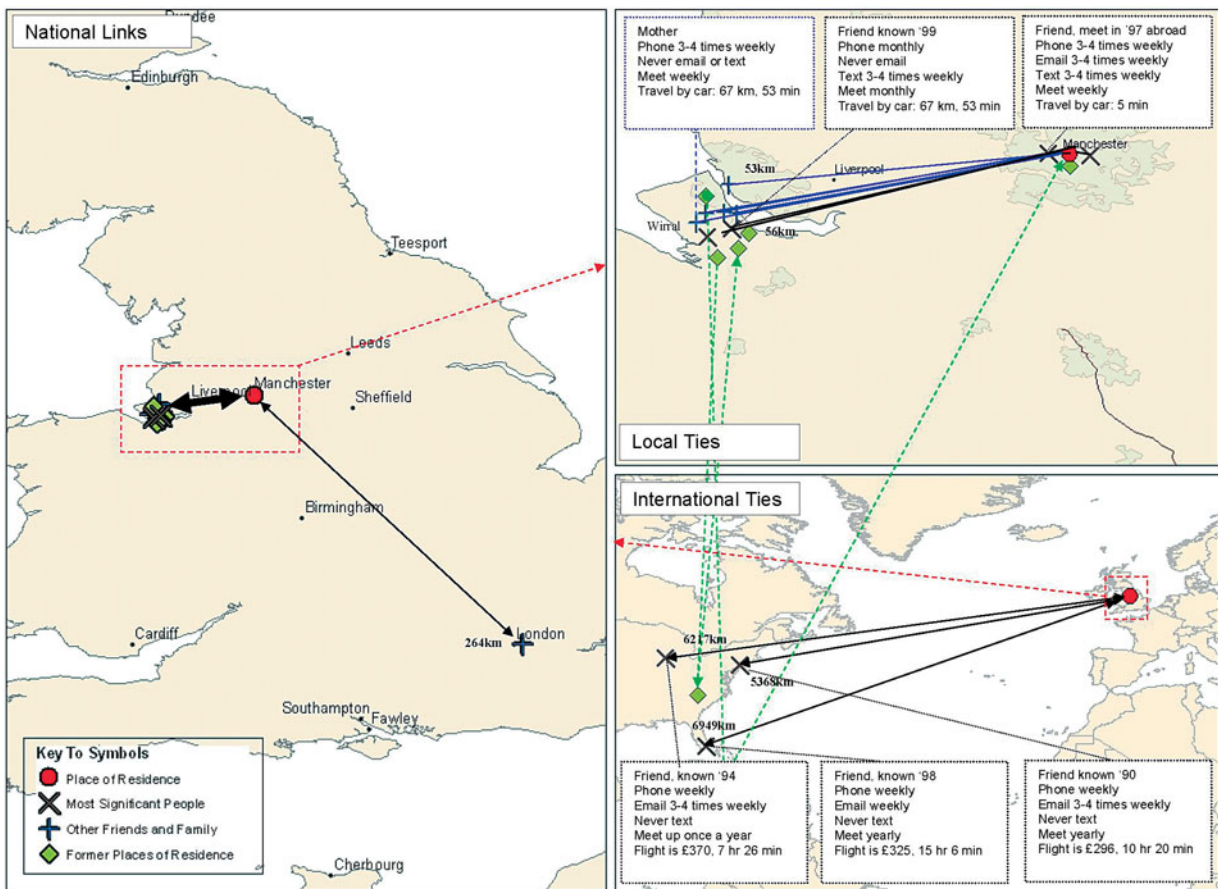 National Links
Dundee
Edinburgh
Teesport
Leeds
Liverpool
Manchester
Sheffield
Birmingham
Cardiff
264km
London
Southampton
Fawley
Cherbourg
Key To Symbols
Place of Residence
Most Significant People
Other Friends and Family
Former Places of Residence
Mother
Phone 3-4 times weekly
Never email or text
Meet weekly
Travel by car: 67 km, 53 min
Friend known '99
Phone monthly
Never email
Text 3-4 times weekly
Meet monthly
Travel by car: 67 km, 53 min
Friend, meet in '97 abroad
Phone 3-4 times weekly
Email 3-4 times weekly
Text 3-4 times weekly
Meet weekly
Travel by car: 5 min
Manchester
53km
Liverpool
Wirral
56km
Local Ties
International Ties
6217km
5368km
6949km
Friend, known '94
Phone weekly
Email 3-4 times weekly
Never text
Meet up once a year
Flight is £370, 7 hr 26 min
Friend, known '98
Phone weekly
Email weekly
Never text
Meet yearly
Flight is £325, 15 hr 6 min
Friend known '90
Phone weekly
Email 3-4 times weekly
Never text
Meet yearly
Flight is £296, 10 hr 20 min